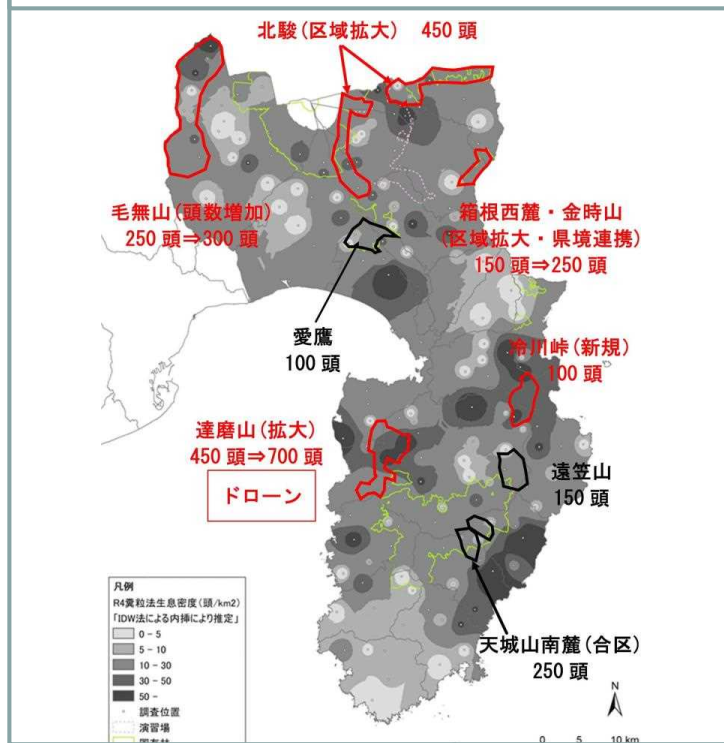 北駿(区域拡大) 450 頭
毛無山(頭数増加)
250 頭⇒300 頭
箱根西麓・金時山
(区域拡大・県境連携)
150 頭⇒250 頭
愛鷹
100 頭
冷川峠(新規)
100 頭
達磨山(拡大)
450 頭⇒700 頭
ドローン
遠笠山
150 頭
天城山南麓(合区)
250 頭
凡例
R4糞粒法生息密度(頭/km2)
「IDW法による内挿により推定」
0 - 5
5 - 10
10 - 30
30 - 50
50 -
調査位置
演習場
N
0 5 10 km